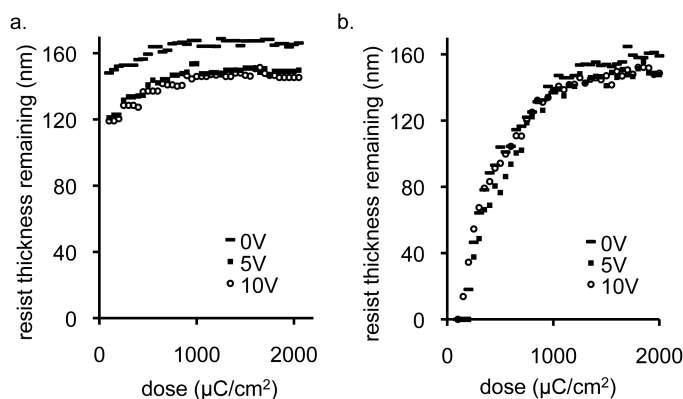 a.
resist thickness remaining (nm)
160
120
80
40
0
0V
5V
10V
0
1000
2000
dose (µC/cm²)
b.
resist thickness remaining (nm)
160
120
80
40
0
0V
5V
10V
0
1000
2000
dose (µC/cm²)